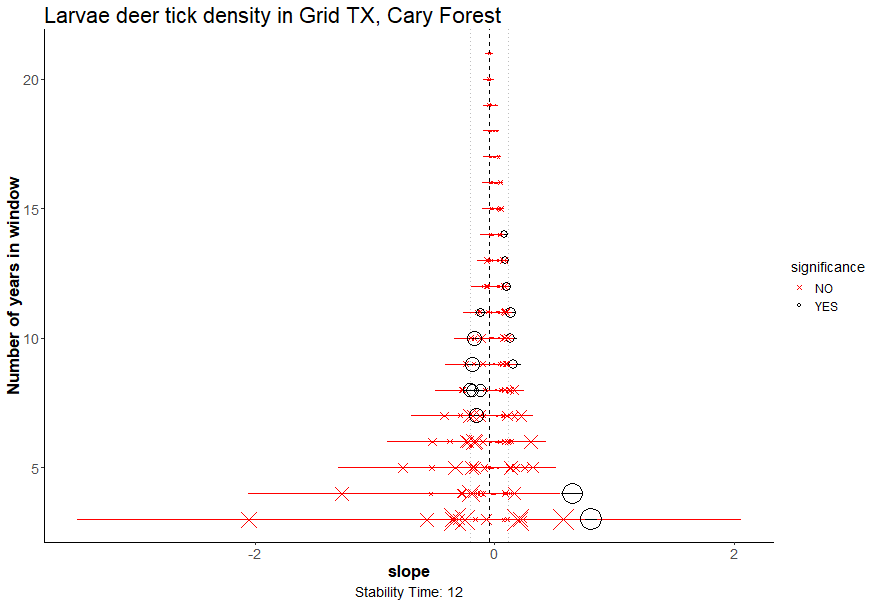 Larvae deer tick density in Grid TX, Cary Forest
Number of years in window
20
15
10
5
-2
0
2
slope
Stability Time: 12
significance
NO
YES